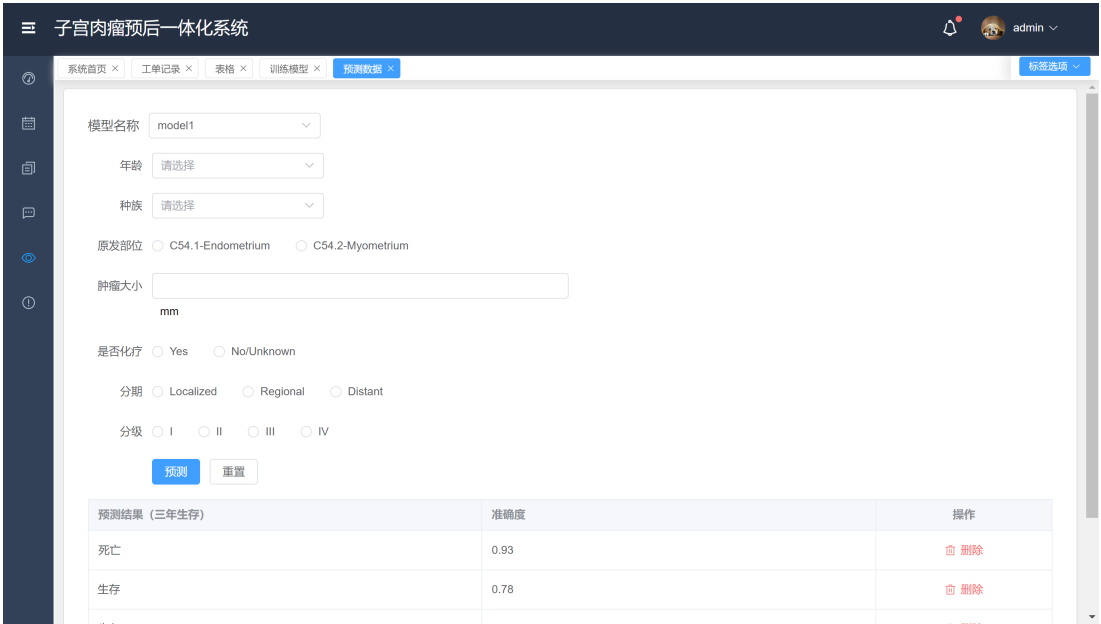 子宫肉瘤预后一体化系统
admin
系统首页 工单记录 表格 训练模型 预测数据 标签选项
模型名称 model1
年龄 请选择
种族 请选择
原发部位 C54.1-Endometrium C54.2-Myometrium
肿瘤大小
mm
是否化疗 Yes No/Unknown
分期 Localized Regional Distant
分级 I II III IV
预测 重置
预测结果（三年生存） 准确度 操作
死亡 0.93 删除
生存 0.78 删除